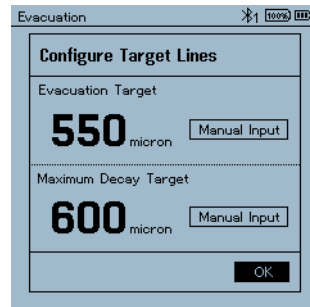 Evacuation 1 100%
Configure Target Lines
Evacuation Target
550 micron Manual Input
Maximum Decay Target
600 micron Manual Input
OK